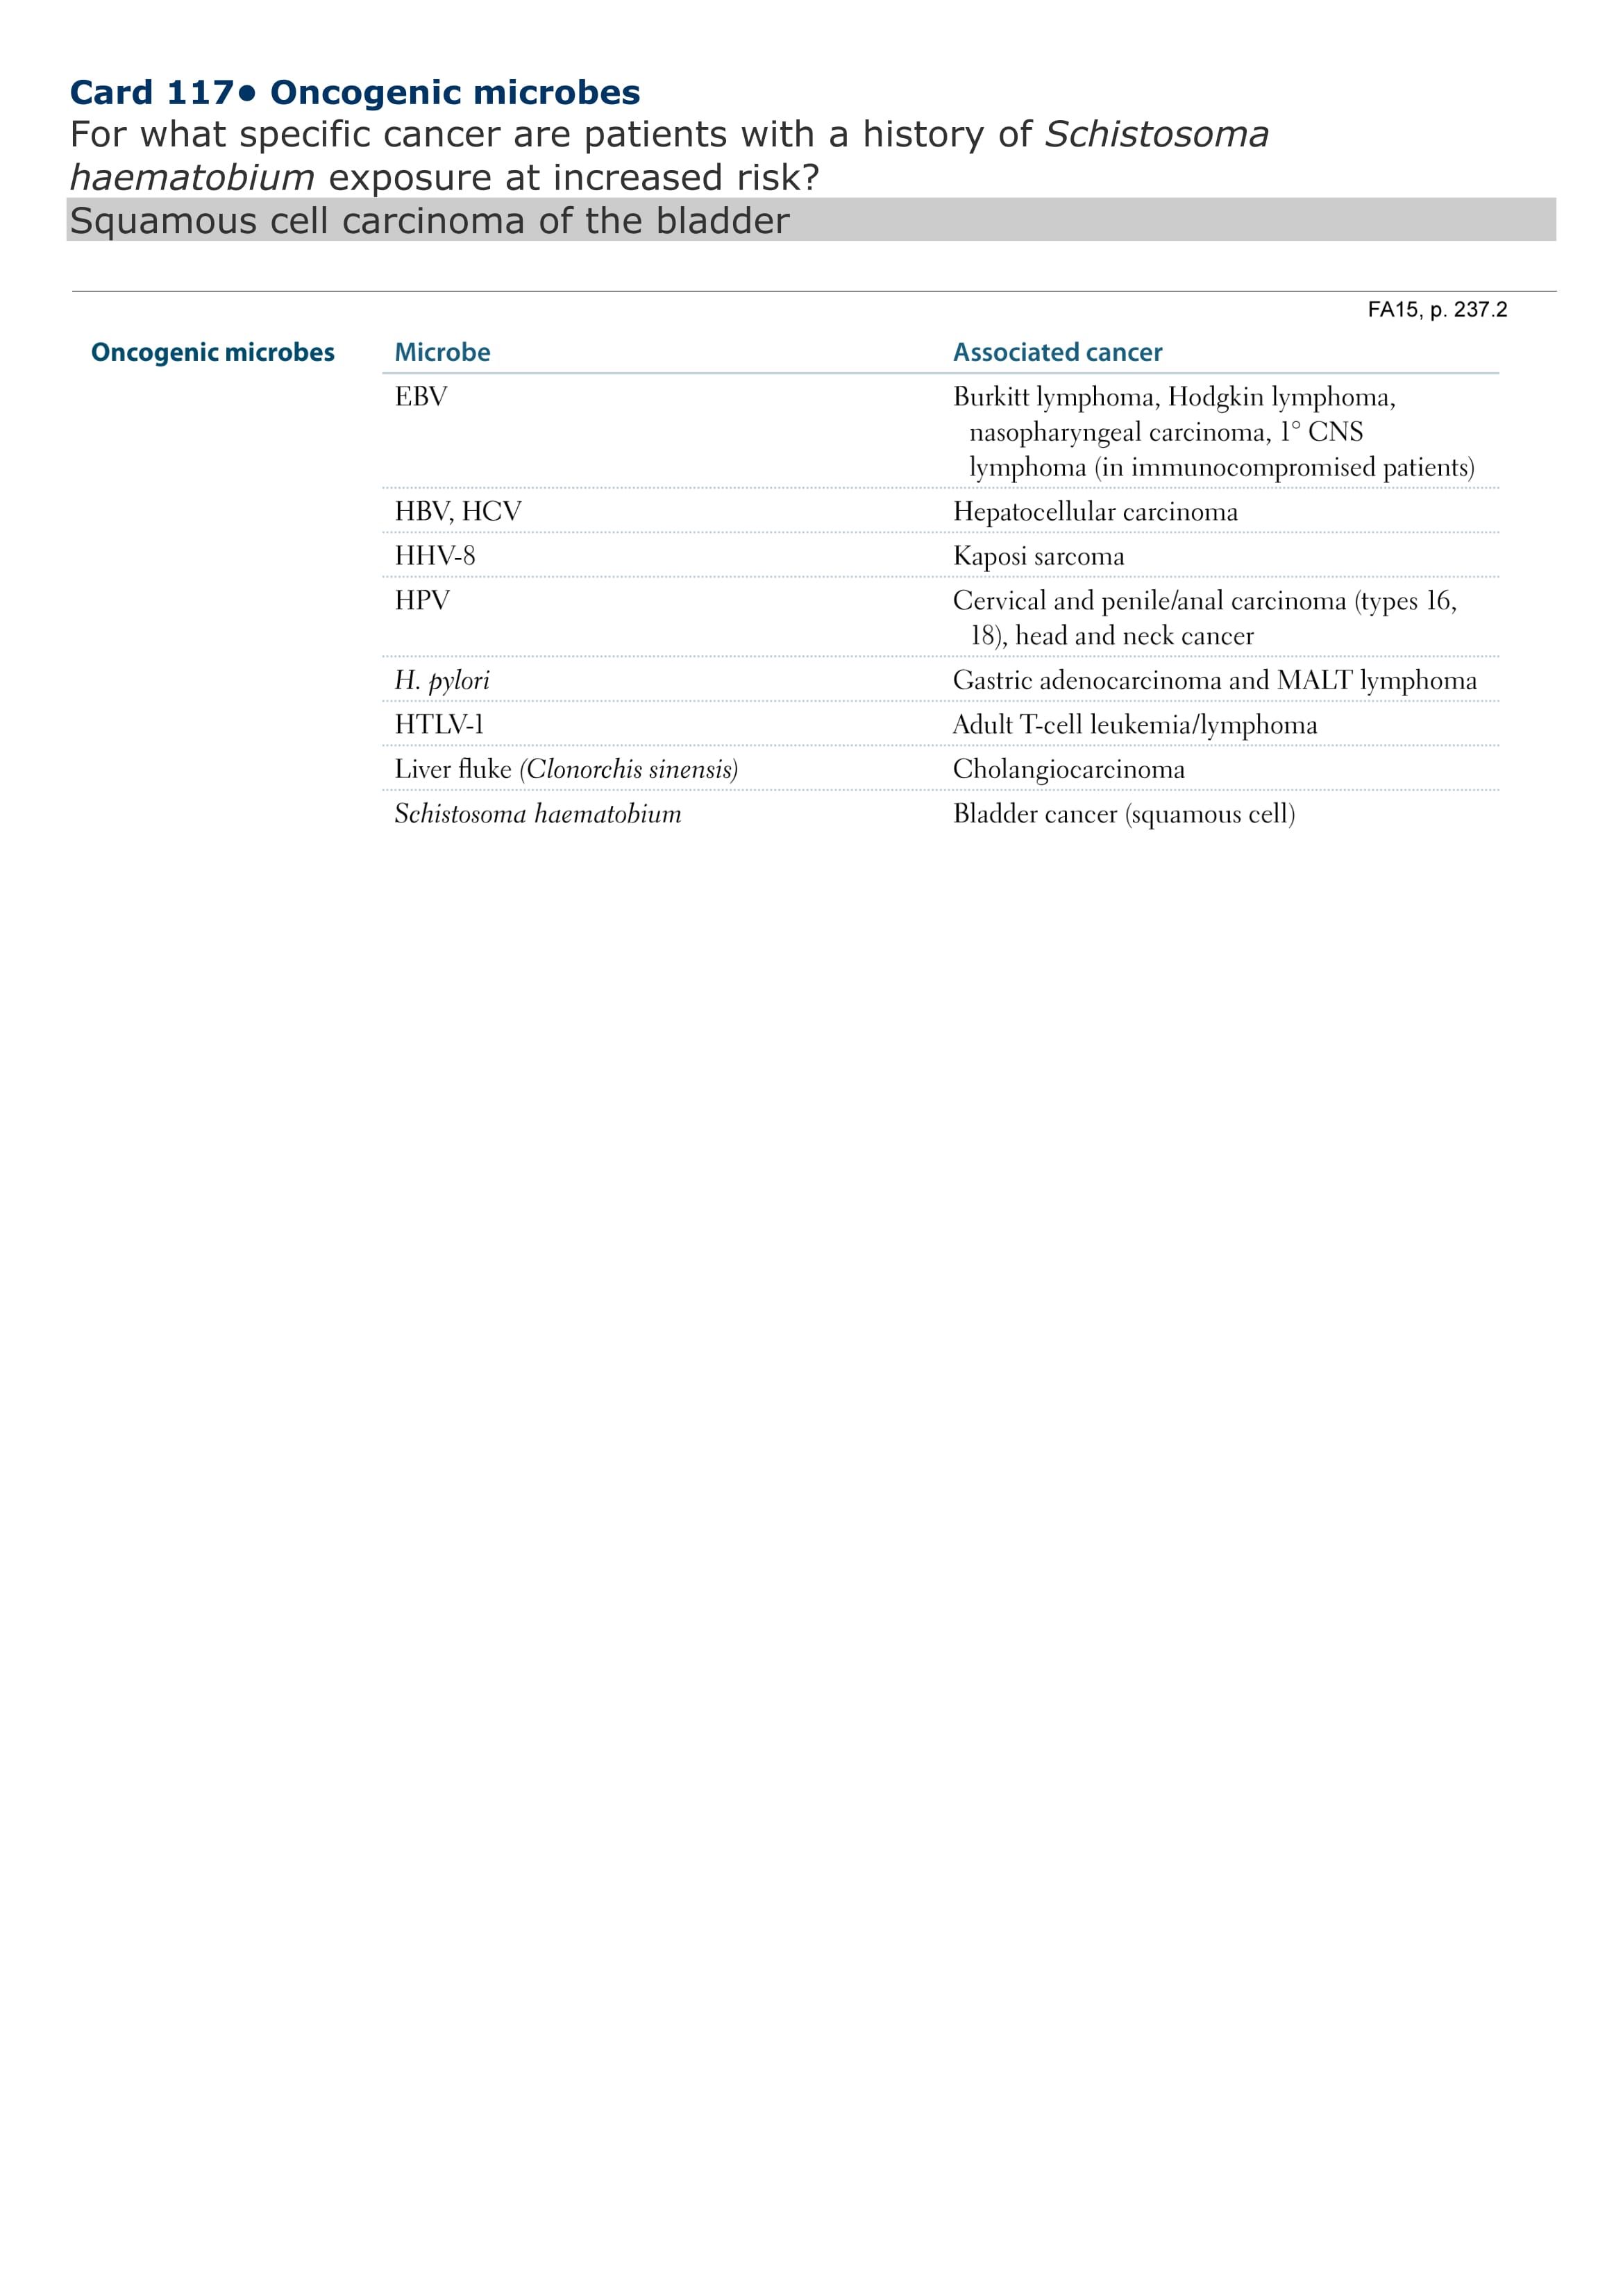 Card 117• Oncogenic microbes
For what specific cancer are patients with a history of Schistosoma
haematobium exposure at increased risk?
Squamous cell carcinoma of the bladder
FA15, p. 237.2
Oncogenic microbes Microbe Associated cancer
EBV Burkitt lymphoma, Hodgkin lymphoma,
nasopharyngeal carcinoma, 1° CNS
lymphoma (in immunocompromised patients)
HBV, HCV Hepatocellular carcinoma
HHV-8 Kaposi sarcoma
HPV Cervical and penile/anal carcinoma (types 16,
18), head and neck cancer
H. pylori Gastric adenocarcinoma and MALT lymphoma
HTLV-1 Adult T-cell leukemia/lymphoma
Liver fluke (Clonorchis sinensis) Cholangiocarcinoma
Schistosoma haematobium Bladder cancer (squamous cell)